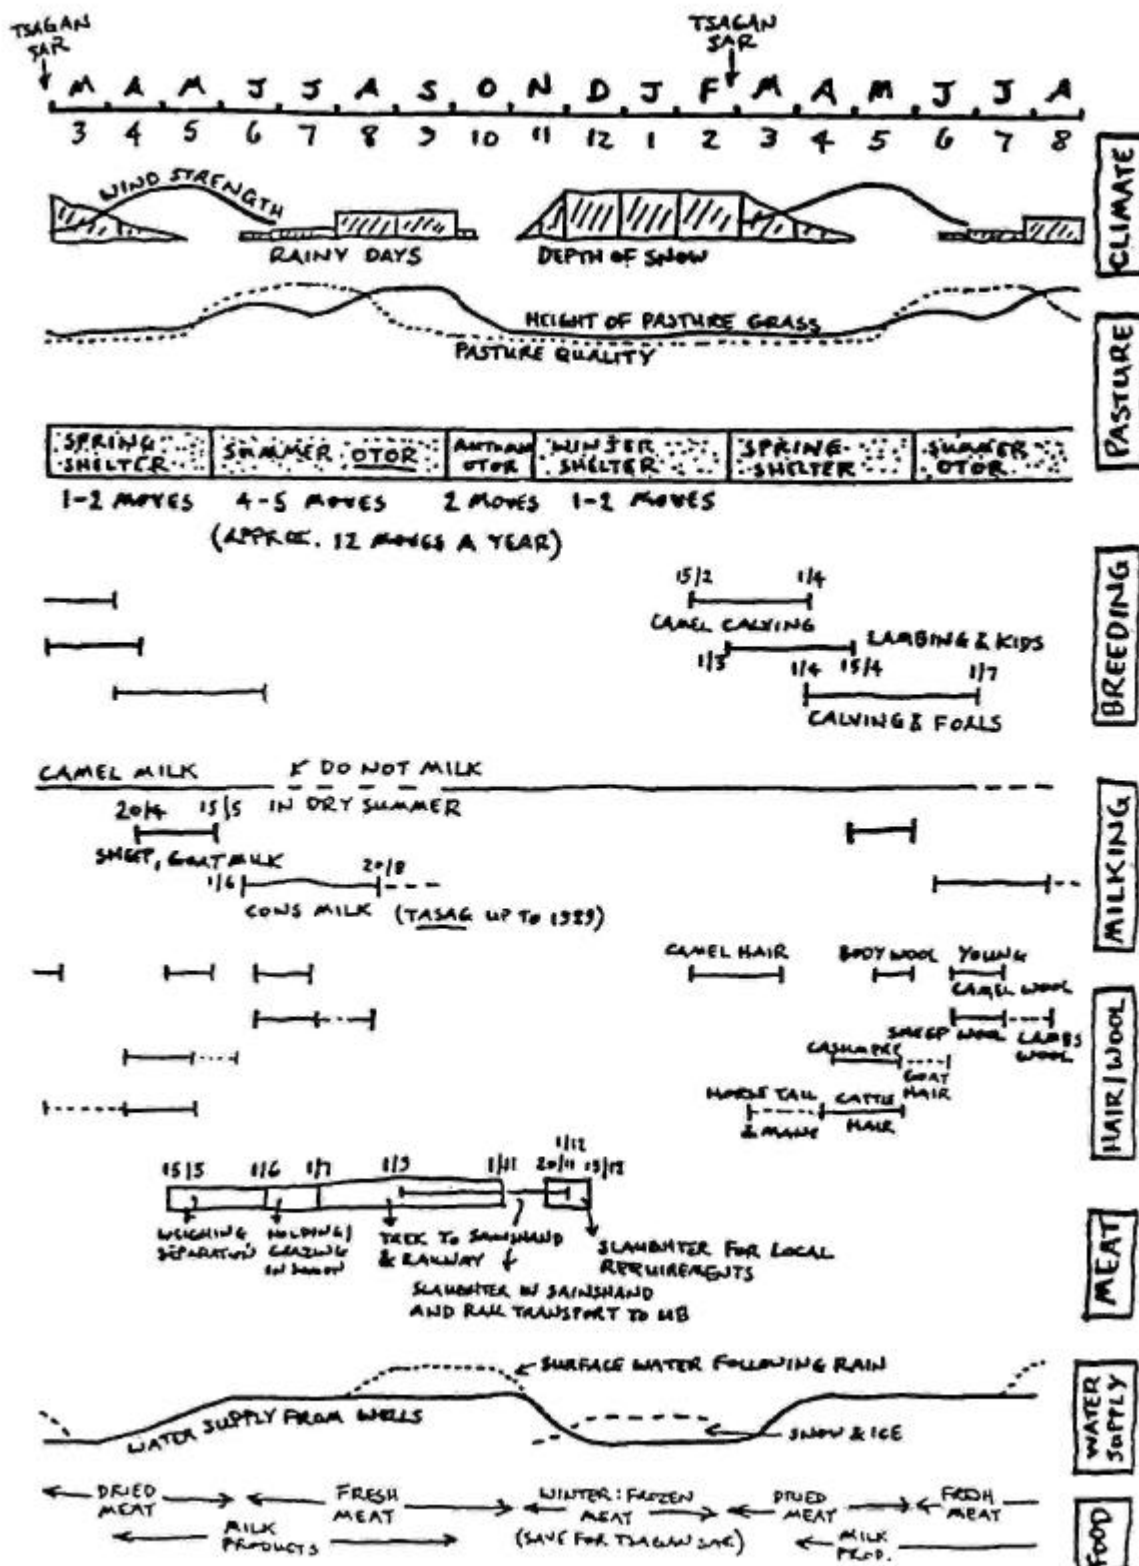 TSAGAN SAR
TSAGAN SAR
M A M J J A S O N D J F M A M J J A
3 4 5 6 7 8 9 10 11 12 1 2 3 4 5 6 7 8
CLIMATE
WIND STRENGTH
RAINY DAYS
DEPTH OF SNOW
PASTURE
HEIGHT OF PASTURE GRASS
PASTURE QUALITY
SPRING SHELTER
SUMMER OTOR
AUTUMN OTOR
WINTER SHELTER
SPRING SHELTER
SUMMER OTOR
1-2 MOVES 4-5 MOVES 2 MOVES 1-2 MOVES
(APPROX. 12 MOVES A YEAR)
BREEDING
15/2 1/4
CAMEL CALVING
LAMBING & KIDS
1/3 1/4 15/4 1/7
CALVING & FOALS
MILKING
CAMEL MILK
DO NOT MILK
IN DRY SUMMER
20/4 15/5
SHEEP, GOAT MILK
1/6 20/8
COWS MILK (TASAG UP TO 1989)
HAIR/WOOL
CAMEL HAIR
BODY WOOL
YOUNG
CAMEL WOOL
SHEEP WOOL
LAMBS WOOL
CASHMERE
GOAT HAIR
HORSE TAIL & MANE
CATTLE HAIR
MEAT
15/5 1/6 1/7 1/9 1/11 20/11 1/12 15/12
WEIGHING SEPARATION
HOLDING/ GRAZING IN
TREK TO SAINSHAND
& RAILWAY
SLAUGHTER IN SAINSHAND
AND RAIL TRANSPORT TO UB
SLAUGHTER FOR LOCAL
REQUIREMENTS
WATER SUPPLY
SURFACE WATER FOLLOWING RAIN
WATER SUPPLY FROM WELLS
SNOW & ICE
FOOD
DRIED MEAT
FRESH MEAT
WINTER: FROZEN MEAT
(SAVE FOR TSAGAN SAR)
DRIED MEAT
FRESH MEAT
MILK PRODUCTS
MILK PROD.